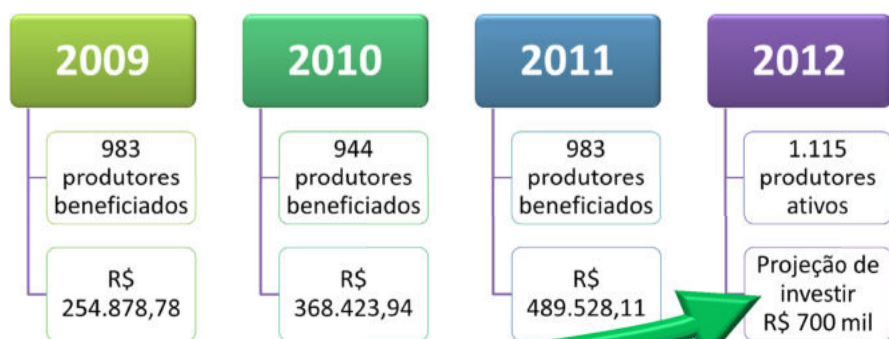 2009
983
produtores
beneficiados
R$
254.878,78
2010
944
produtores
beneficiados
R$
368.423,94
2011
983
produtores
beneficiados
R$
489.528,11
2012
1.115
produtores
ativos
Projeção de
investir
R$ 700 mil